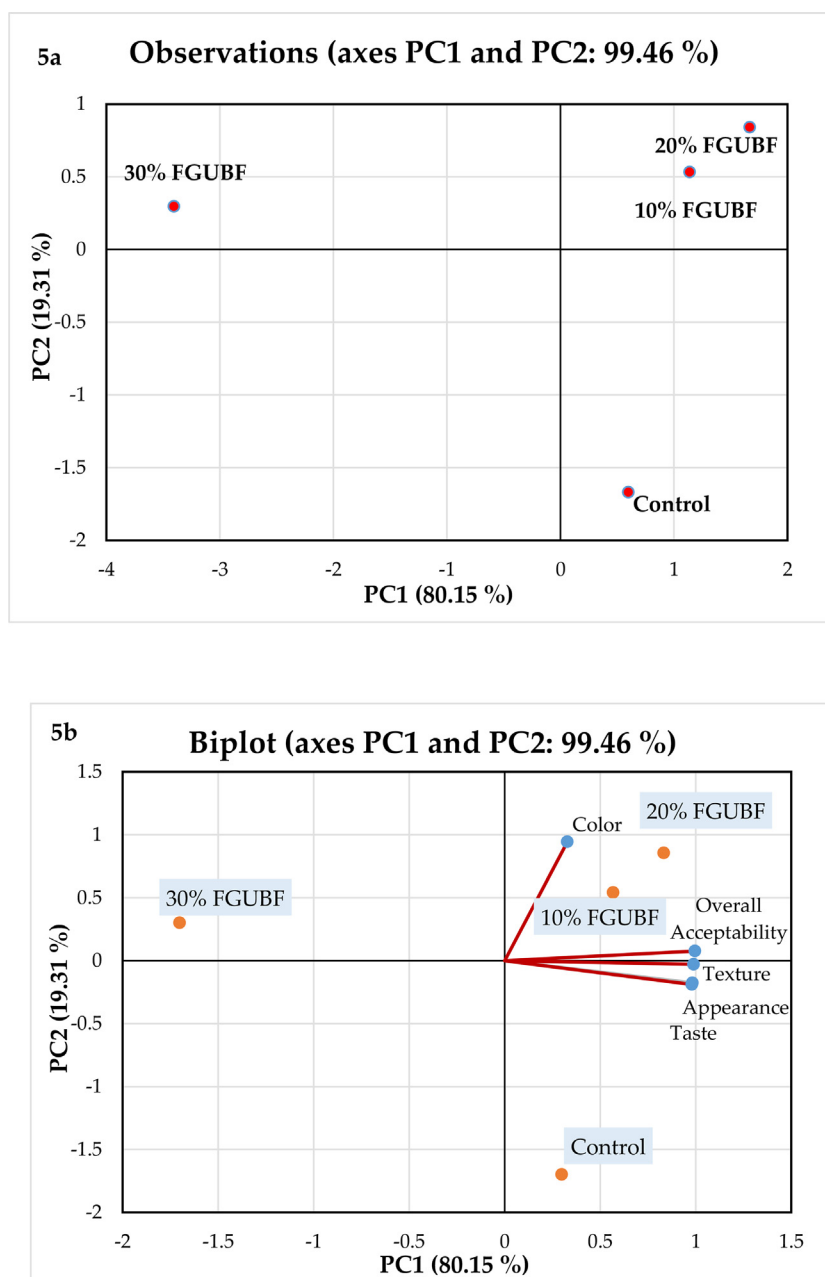 5a
Observations (axes PC1 and PC2: 99.46 %)
1
0.5
0
-0.5
-1
-1.5
-2
PC2 (19.31 %)
20% FGUBF
30% FGUBF
10% FGUBF
Control
-4
-3
-2
-1
0
1
2
PC1 (80.15 %)
5b
Biplot (axes PC1 and PC2: 99.46 %)
1.5
1
0.5
0
-0.5
-1
-1.5
-2
PC2 (19.31 %)
20% FGUBF
Color
30% FGUBF
10% FGUBF
Overall
Acceptability
Texture
Appearance
Taste
Control
-2
-1.5
-1
-0.5
0
0.5
1
1.5
PC1 (80.15 %)